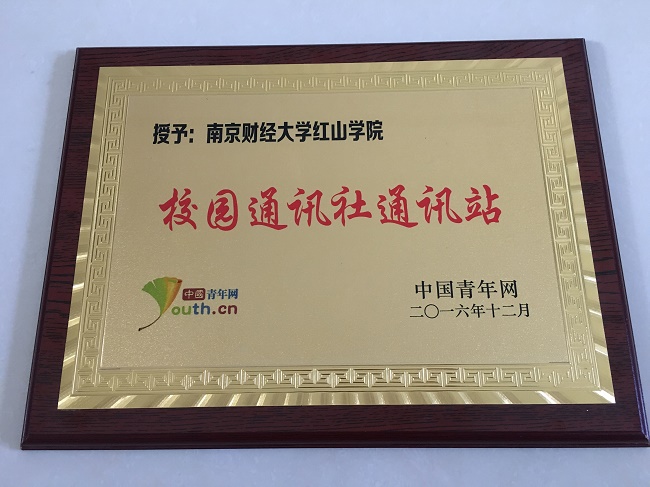 授予：南京财经大学红山学院
校园通讯社通讯站
中國青年网
Youth.cn
中国青年网
二〇一六年十二月